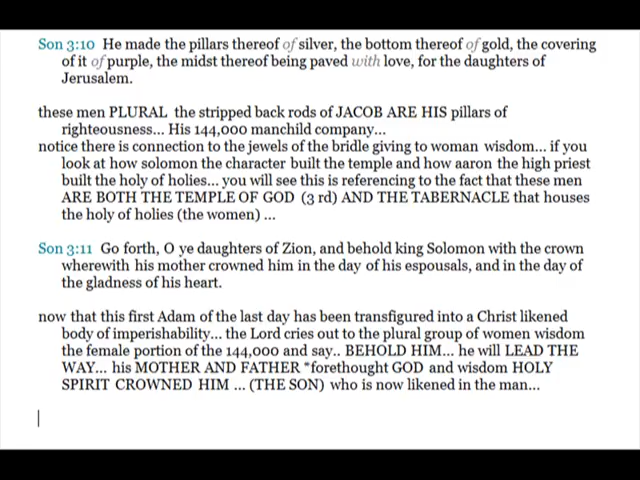 Son 3:10 He made the pillars thereof of silver, the bottom thereof of gold, the covering
of it of purple, the midst thereof being paved with love, for the daughters of
Jerusalem.
these men PLURAL the stripped back rods of JACOB ARE HIS pillars of
righteousness... His 144,000 manchild company...
notice there is connection to the jewels of the bridle giving to woman wisdom... if you
look at how solomon the character built the temple and how aaron the high priest
built the holy of holies... you will see this is referencing to the fact that these men
ARE BOTH THE TEMPLE OF GOD (3 rd) AND THE TABERNACLE that houses
the holy of holies (the women) ...
Son 3:11 Go forth, O ye daughters of Zion, and behold king Solomon with the crown
wherewith his mother crowned him in the day of his espousals, and in the day of
the gladness of his heart.
now that this first Adam of the last day has been transfigured into a Christ likened
body of imperishability... the Lord cries out to the plural group of women wisdom
the female portion of the 144,000 and say.. BEHOLD HIM... he will LEAD THE
WAY... his MOTHER AND FATHER *forethought GOD and wisdom HOLY
SPIRIT CROWNED HIM ... (THE SON) who is now likened in the man...